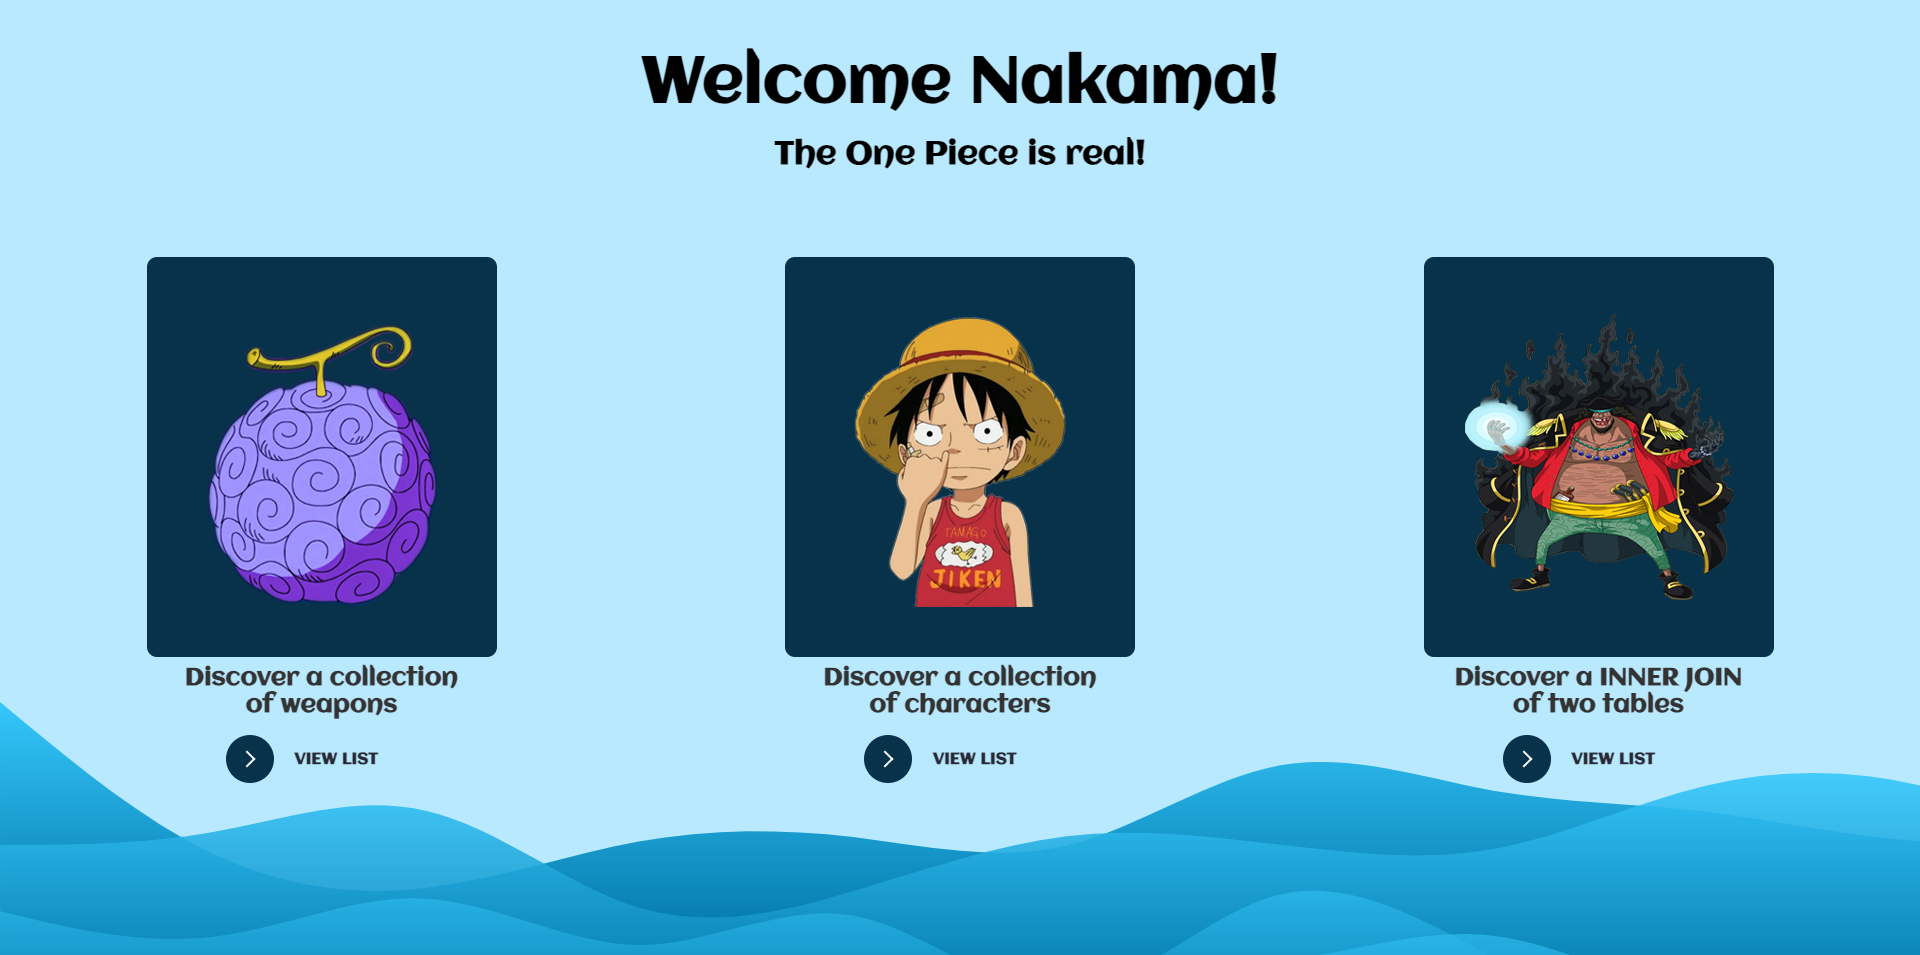 Welcome Nakama!
The One Piece is real!
TAMAGO
JIKEN
Discover a collection
of weapons
VIEW LIST
Discover a collection
of characters
VIEW LIST
Discover a INNER JOIN
of two tables
VIEW LIST